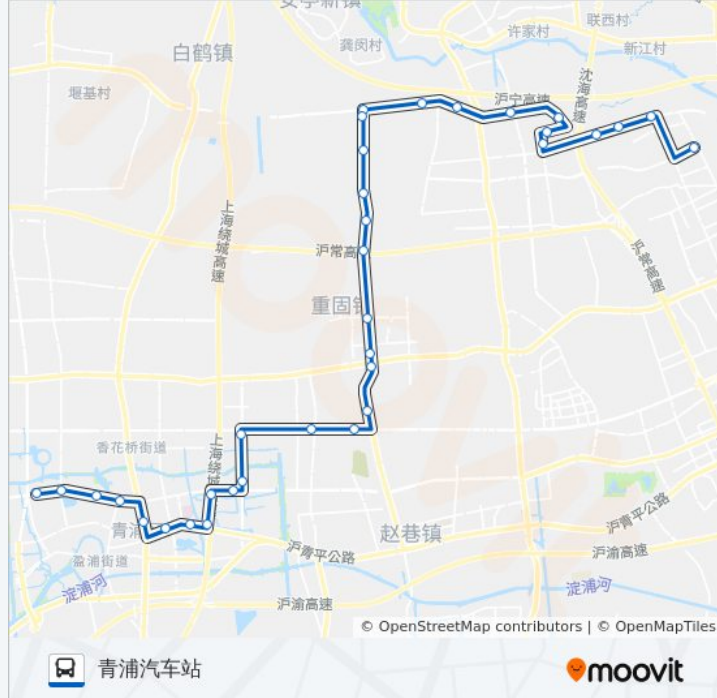 安亭新镇
联西村
许家村
白鹤镇
龚闵村
新江村
沈海高速
堰基村
沪宁高速
上海绕城高速
沪常高
沪常高速
重固镇
香花桥街道
上海绕城
沪青平公路
青浦
赵巷镇
沪青平公路
沪渝高速
盈浦街道
淀浦河
淀浦河
沪渝高速
© OpenStreetMap contributors | © OpenMapTiles
青浦汽车站
moovit